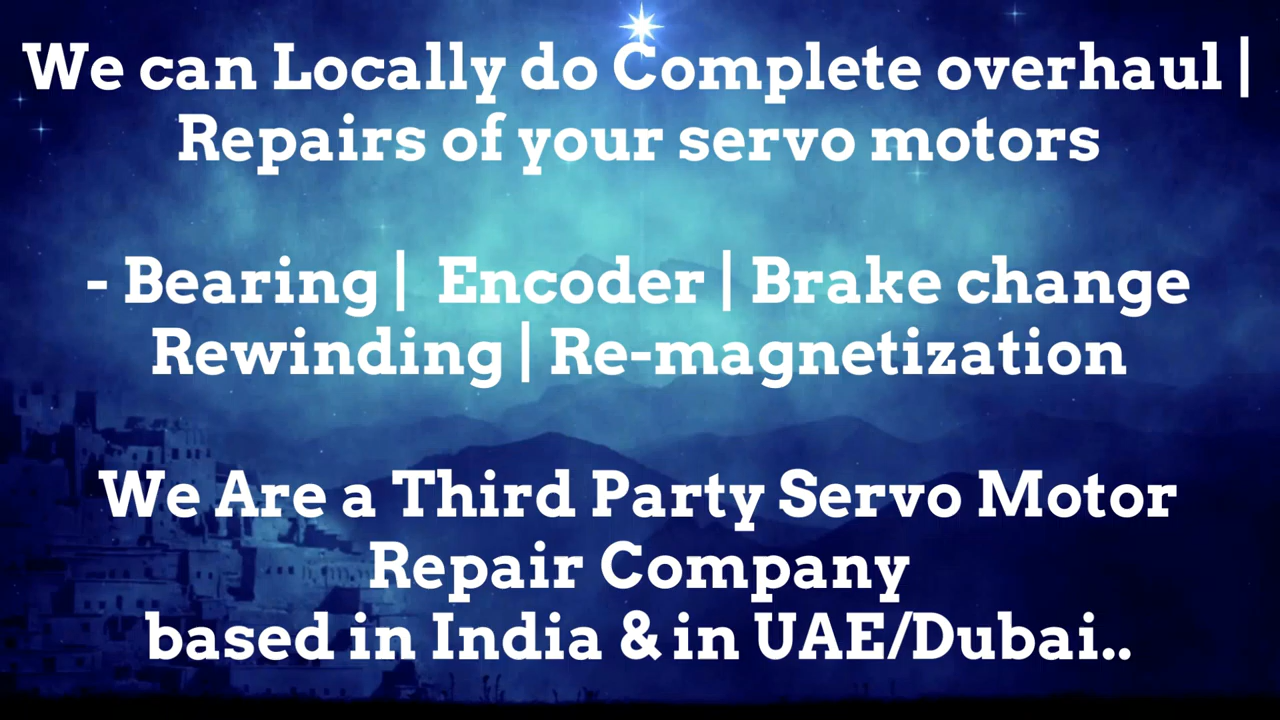 We can Locally do Complete overhaul |
Repairs of your servo motors
- Bearing | Encoder | Brake change
Rewinding | Re-magnetization
We Are a Third Party Servo Motor
Repair Company
based in India & in UAE/Dubai..